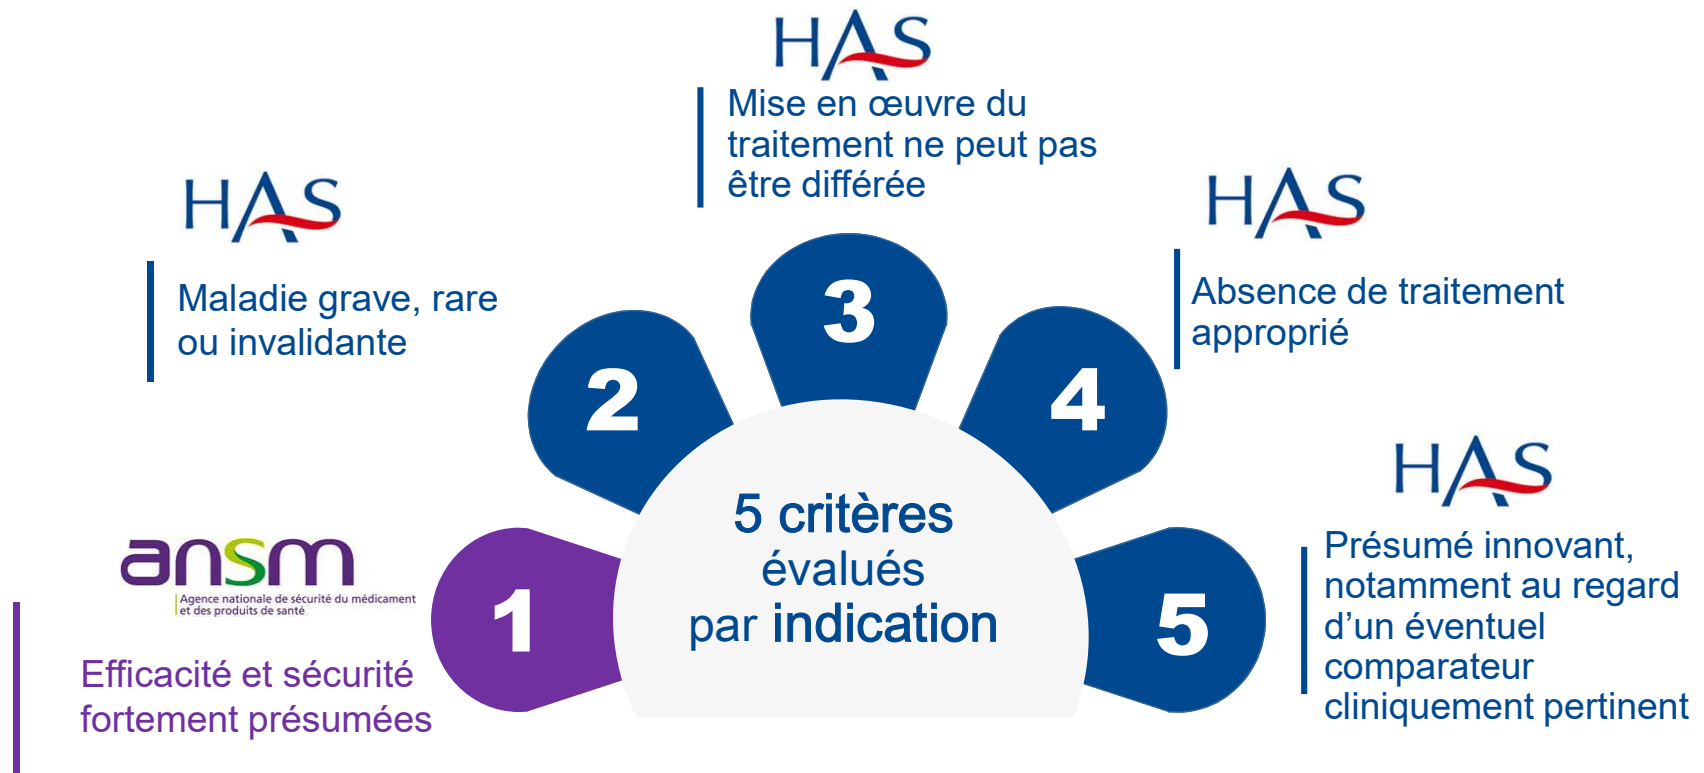 HAS
Mise en œuvre du
traitement ne peut pas
être différée
HAS
Maladie grave, rare
ou invalidante
HAS
Absence de traitement
approprié
3
2
4
5 critères
évalués
par indication
ansm
Agence nationale de sécurité du médicament
et des produits de santé
1
Efficacité et sécurité
fortement présumées
HAS
5
Présumé innovant,
notamment au regard
d’un éventuel
comparateur
cliniquement pertinent